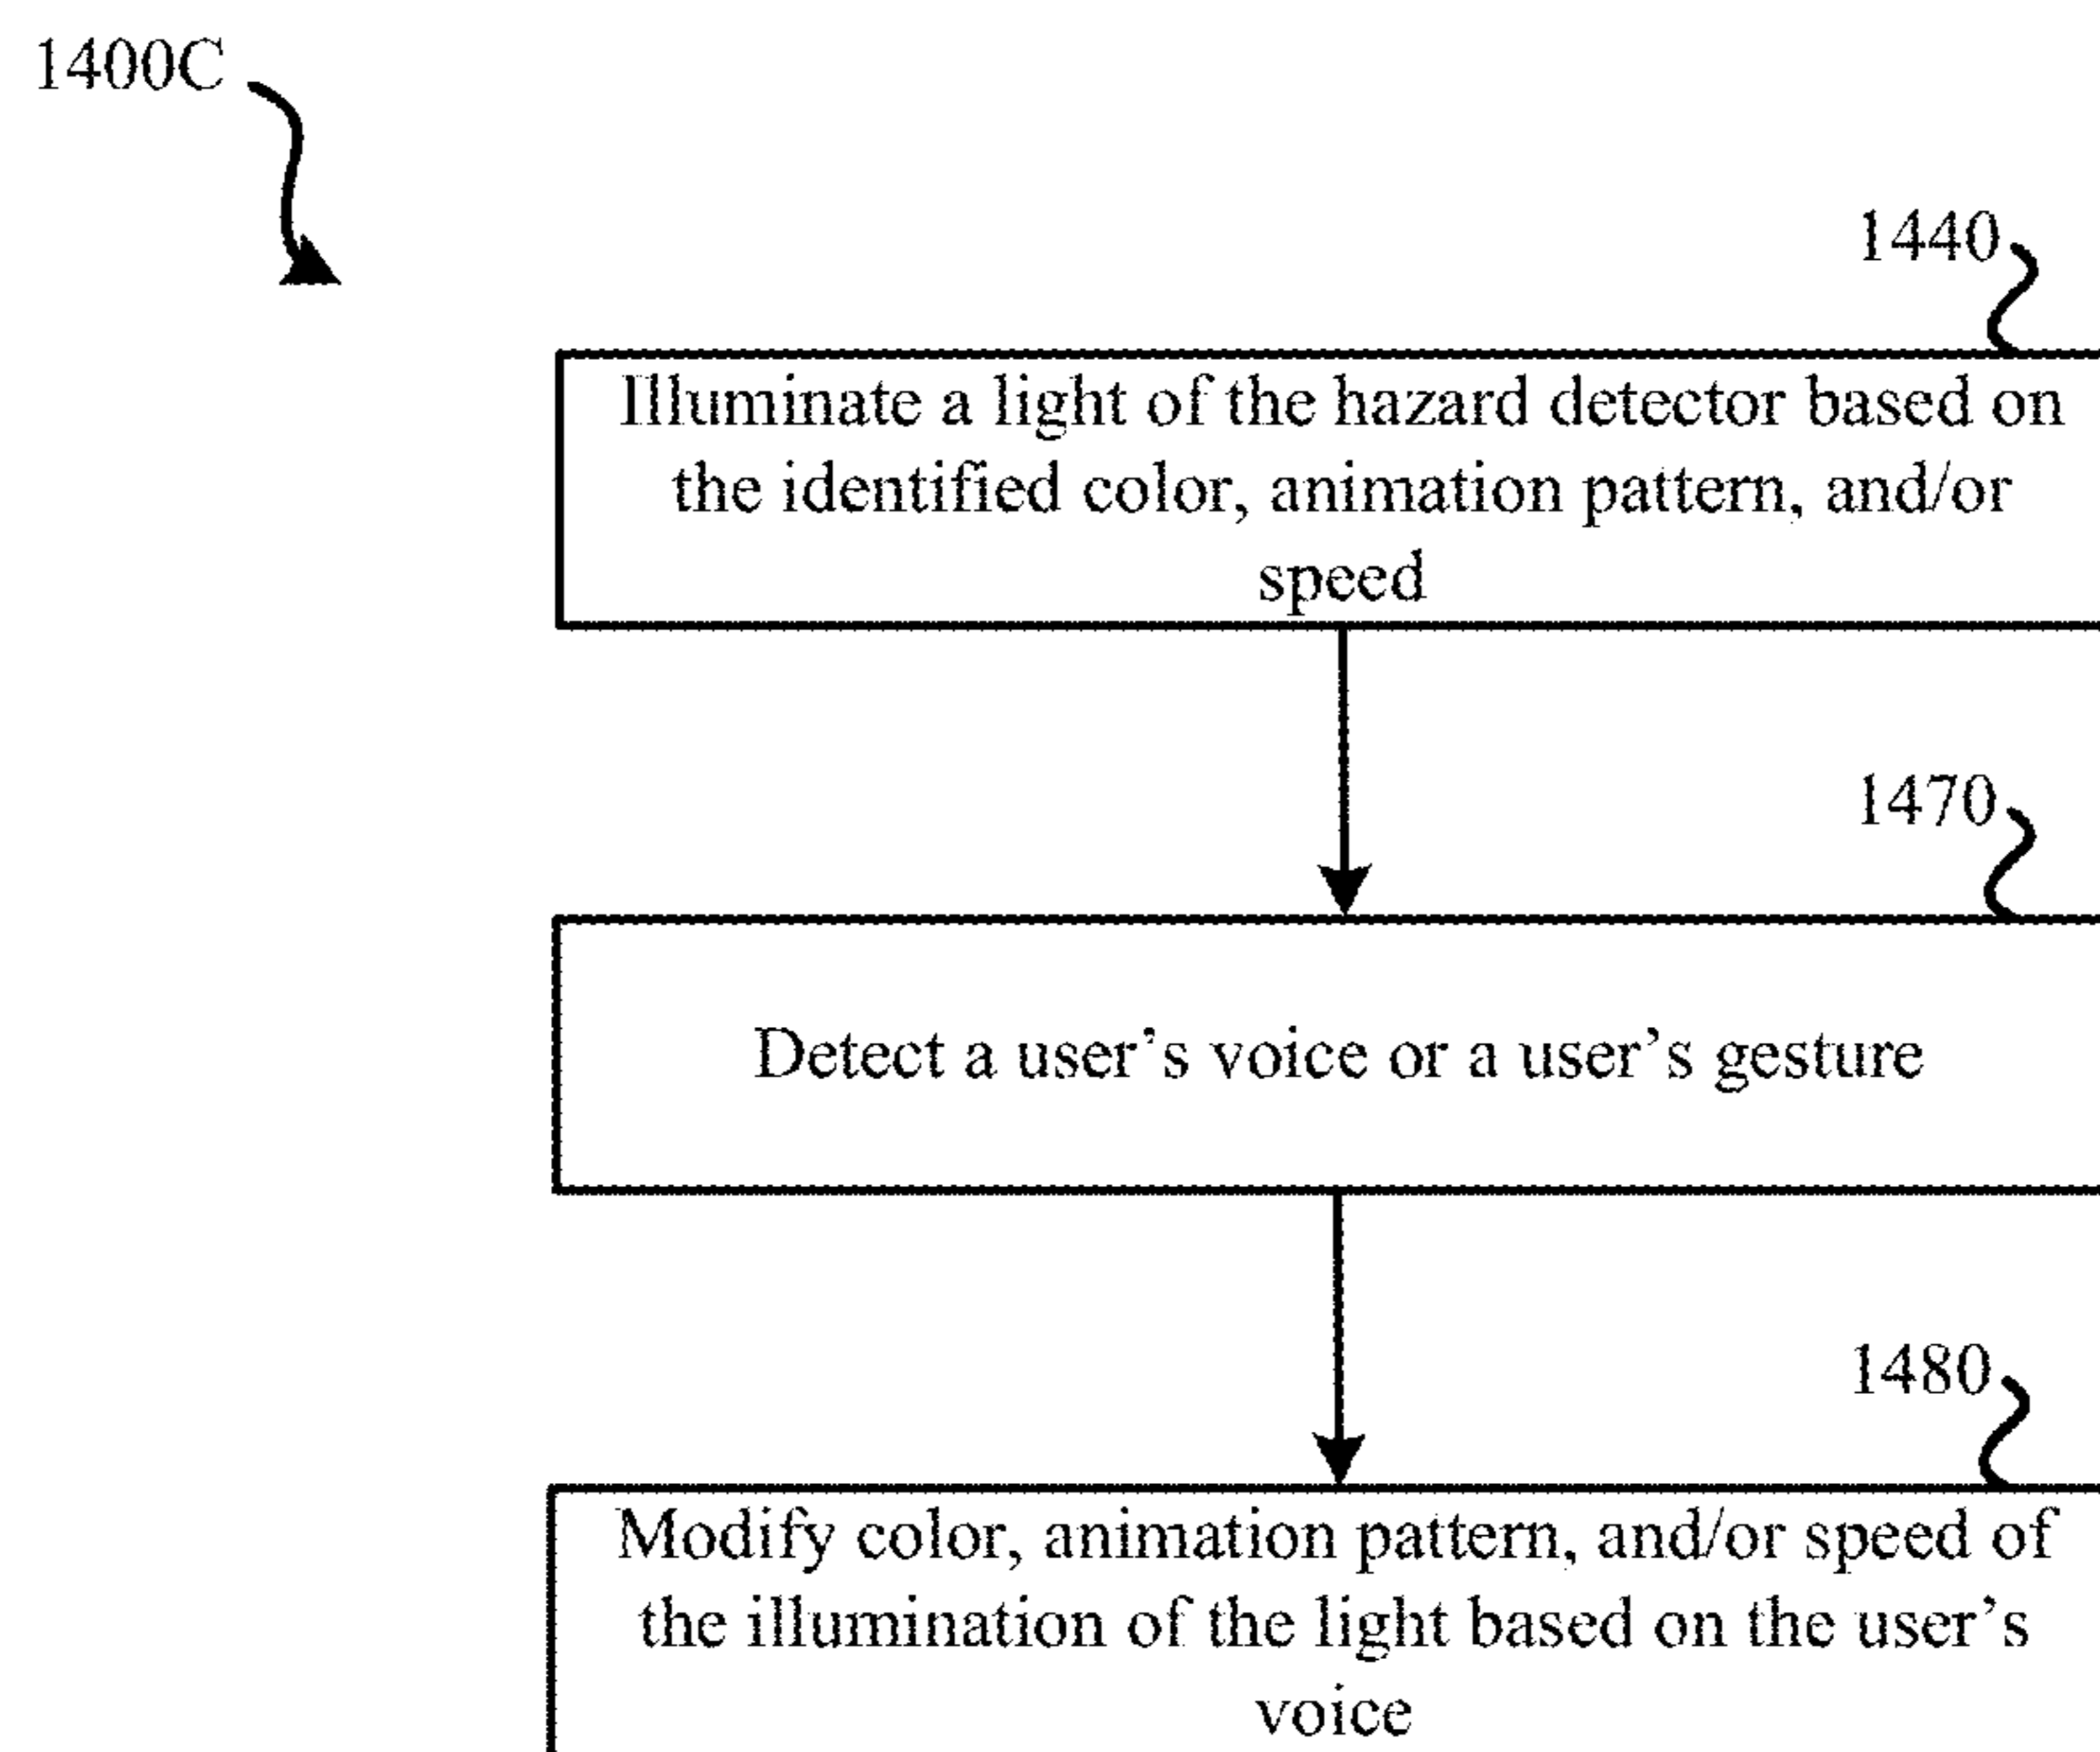 1400C
1440
Illuminate a light of the hazard detector based on
the identified color, animation pattern, and/or
speed
1470
Detect a user’s voice or a user’s gesture
1480
Modify color, animation pattern, and/or speed of
the illumination of the light based on the user’s
voice